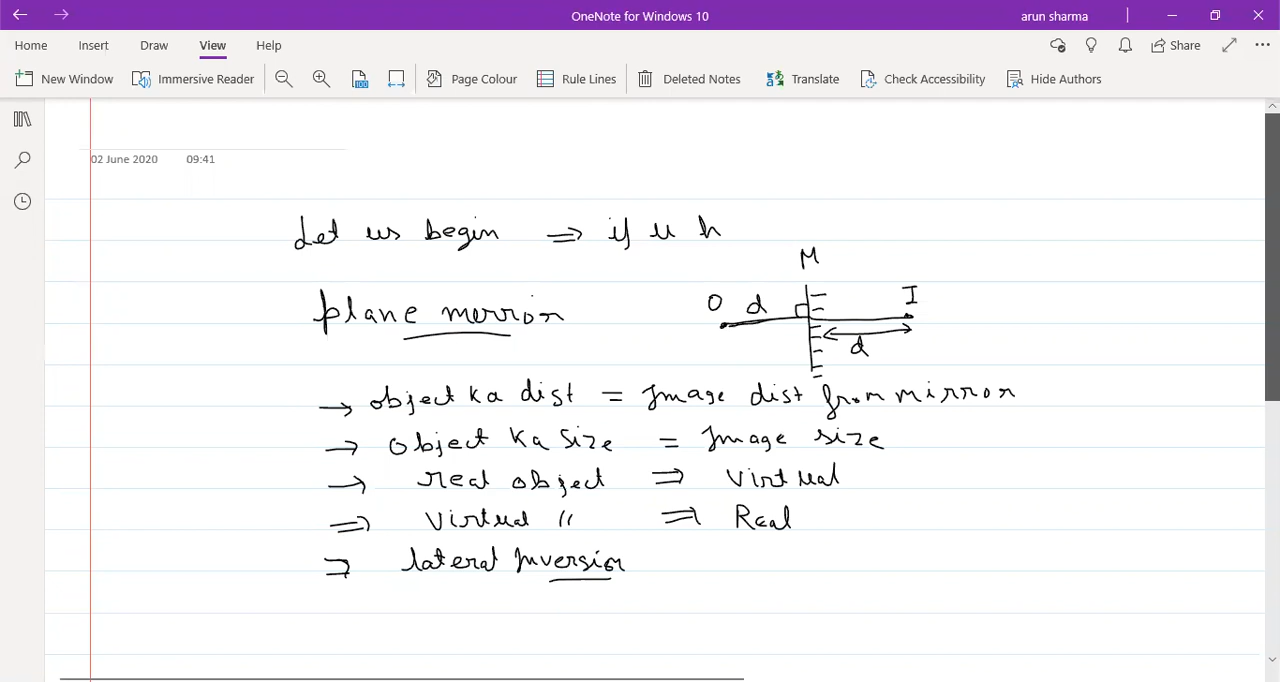 OneNote for Windows 10
arun sharma
Home Insert Draw View Help
Share
New Window Immersive Reader 100 Page Colour Rule Lines Deleted Notes Translate Check Accessibility Hide Authors
02 June 2020 09:41
Let us begin ⇒ if u h
M
plane merrior
O d I
d
→ object ka dist = Image dist from mirror
→ object ka size = Image size
→ real object ⇒ Virtual
⇒ Virtual " ⇒ Real
⇒ lateral Inversion